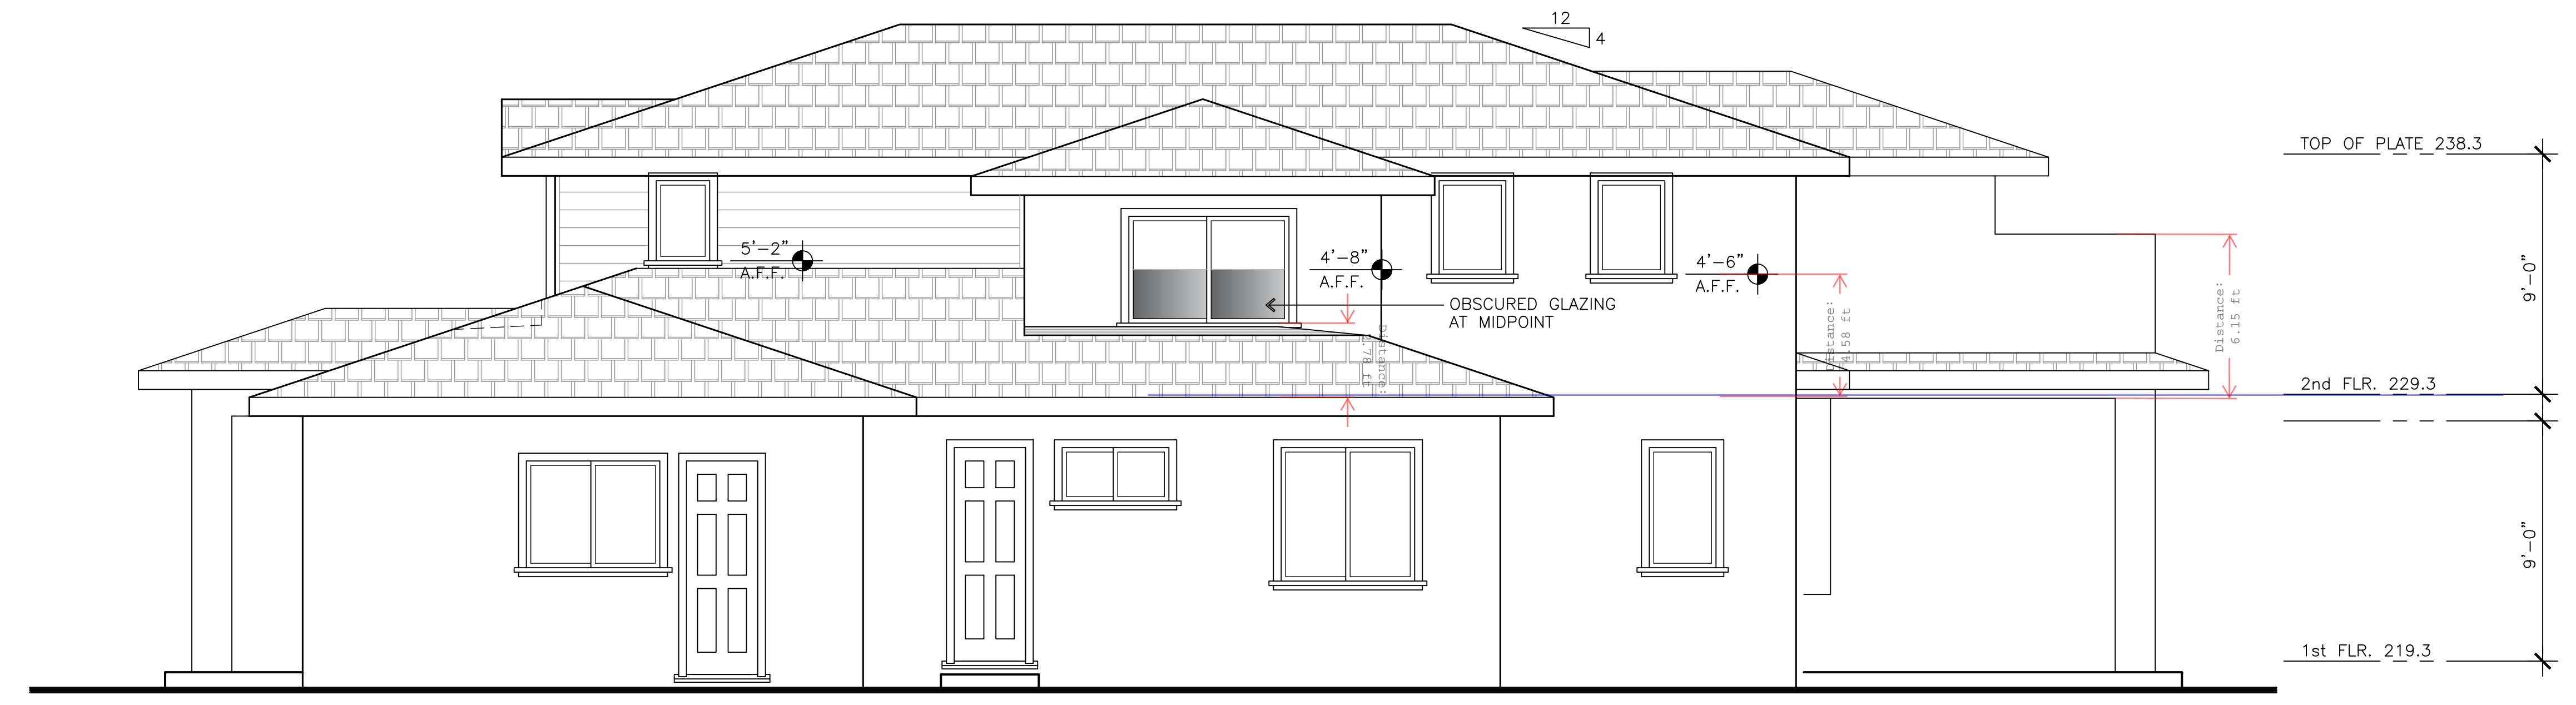 12
4
TOP OF PLATE 238.3
5'-2"
A.F.F.
4'-8"
A.F.F.
4'-6"
A.F.F.
OBSCURED GLAZING
AT MIDPOINT
Distance:
2.78 ft
Distance:
4.58 ft
Distance:
6.15 ft
9'-0"
2nd FLR. 229.3
9'-0"
1st FLR. 219.3